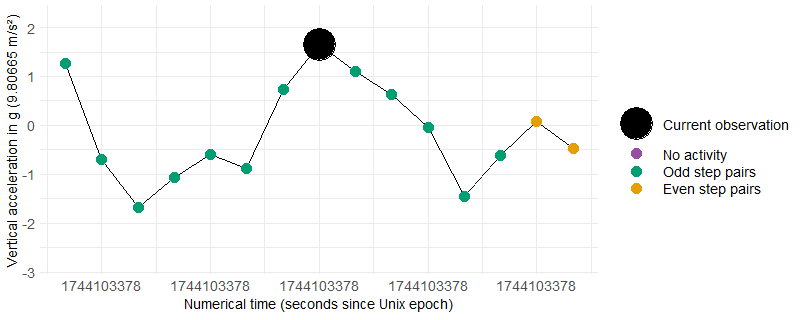 Vertical acceleration in g (9.80665 m/s²)
2
1
0
-1
-2
-3
1744103378 1744103378 1744103378 1744103378 1744103378
Numerical time (seconds since Unix epoch)
Current observation
No activity
Odd step pairs
Even step pairs